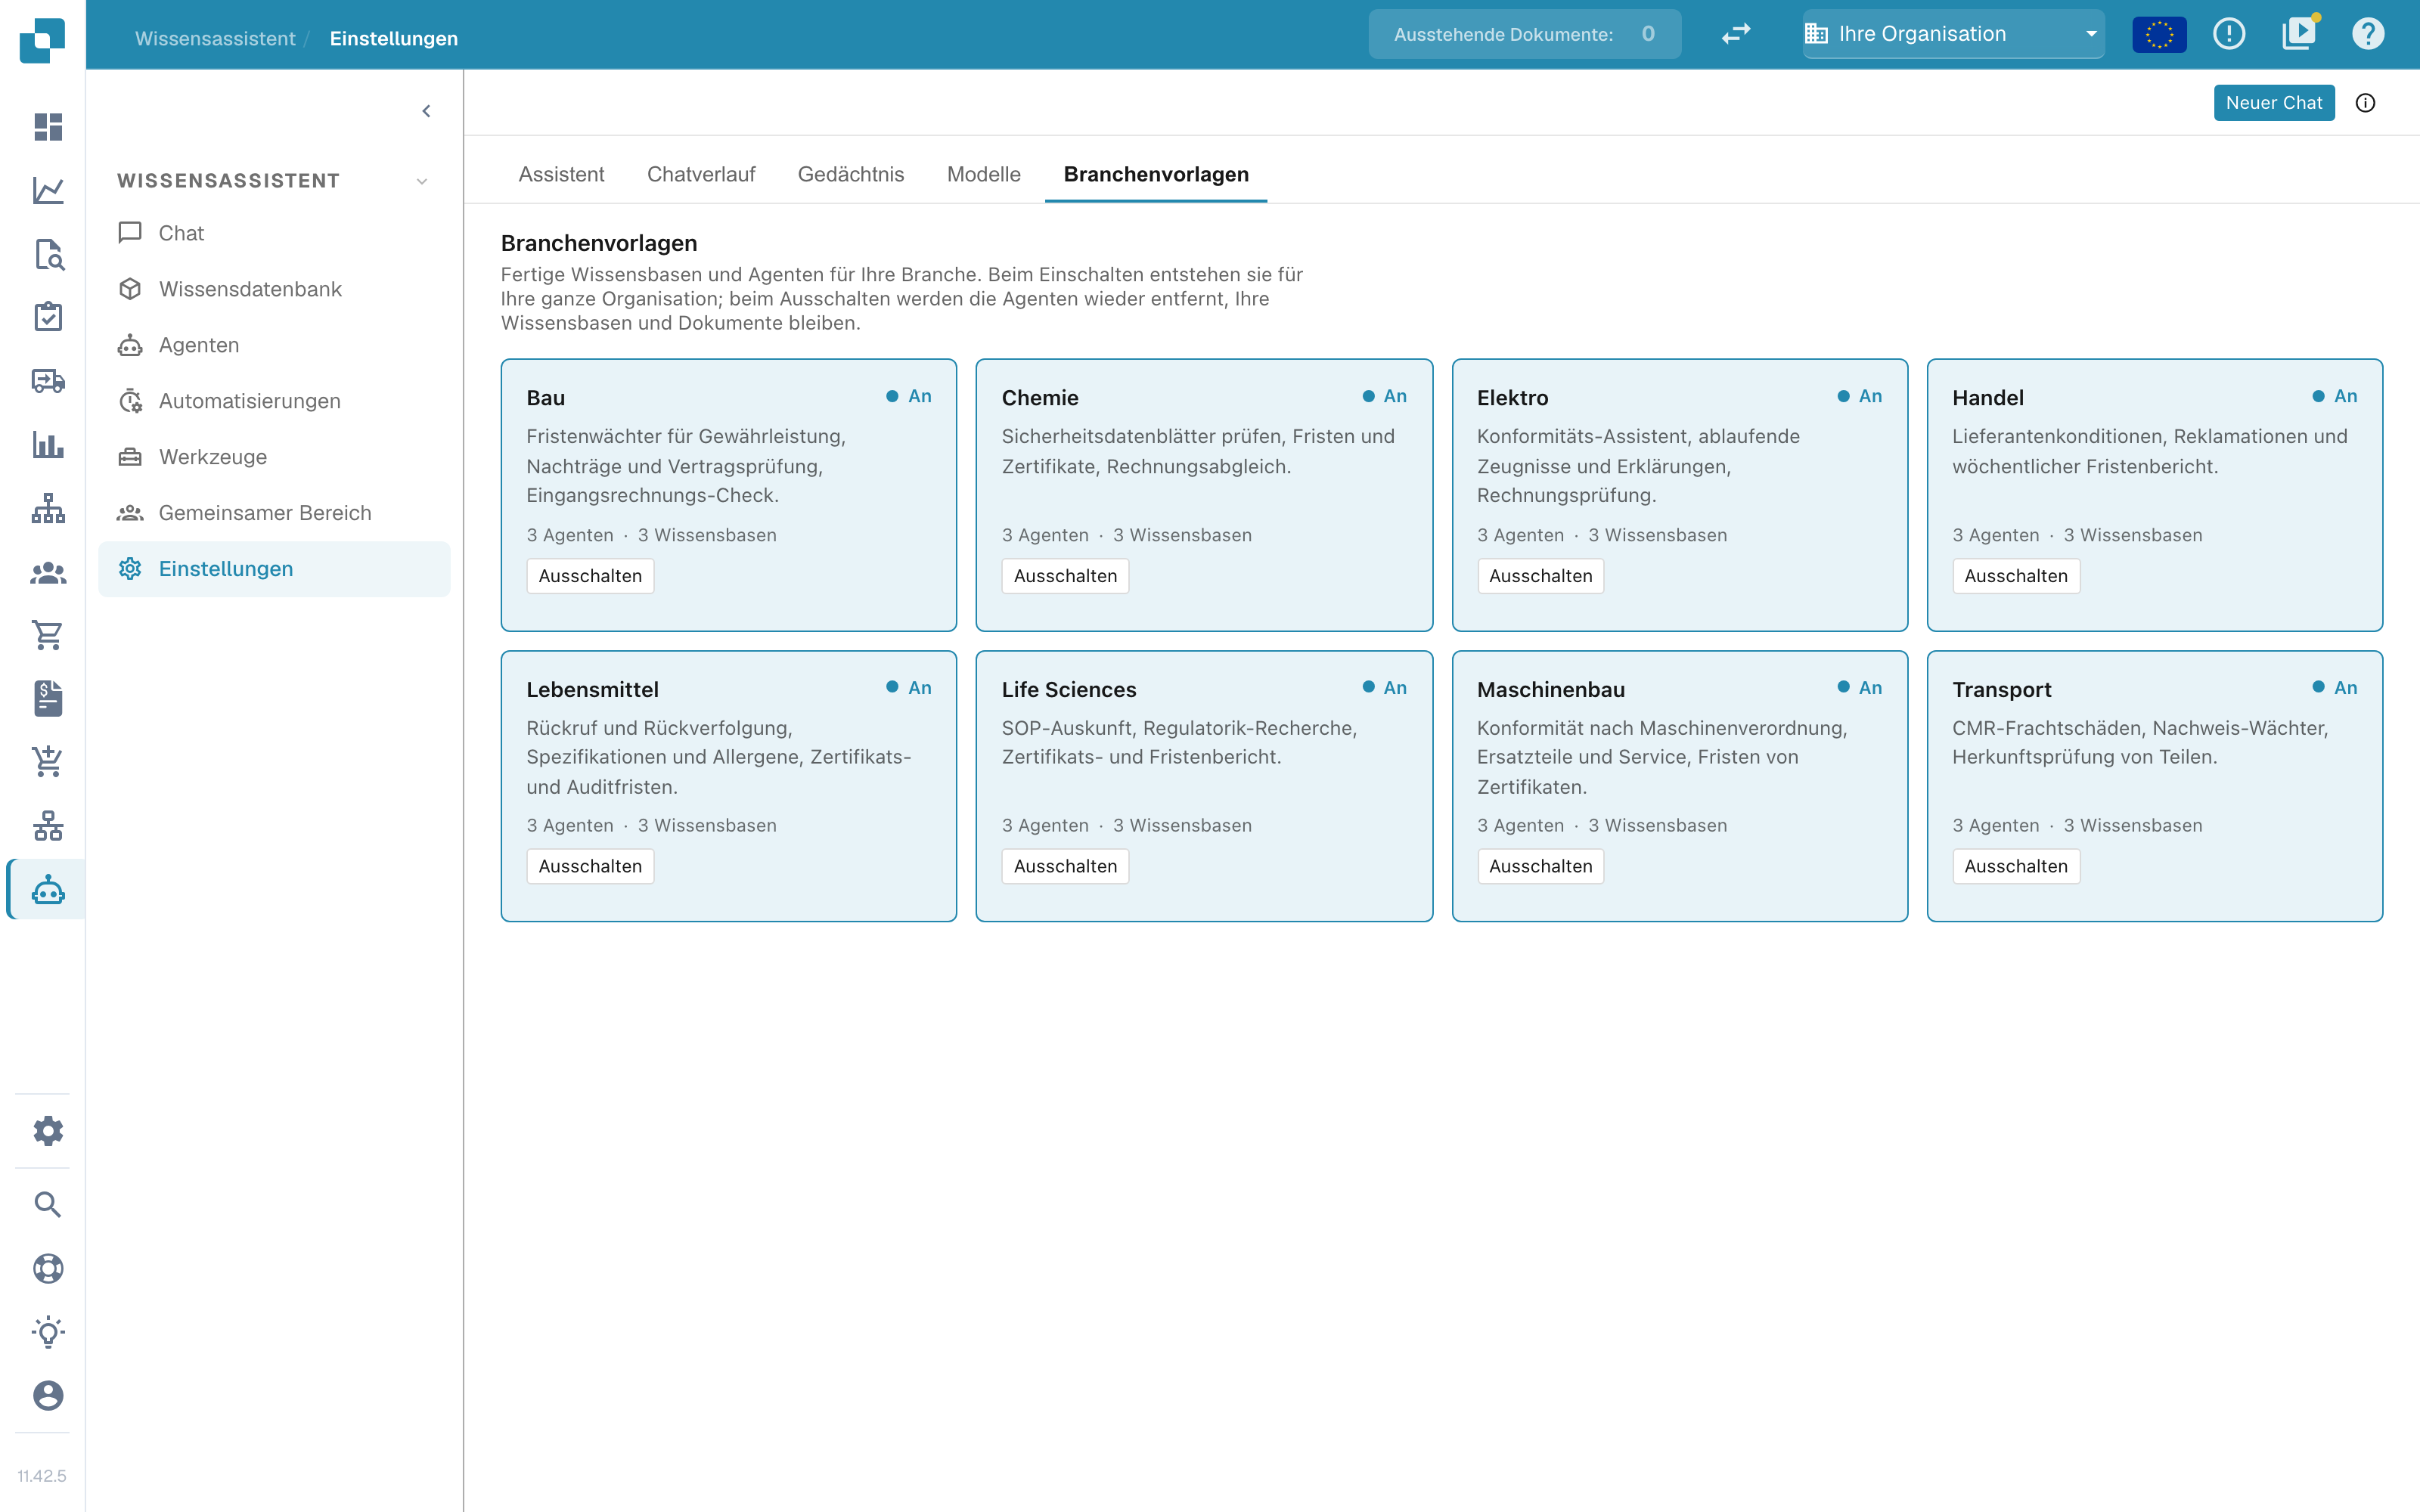 Wissensassistent / Einstellungen
Ausstehende Dokumente: 0
Ihre Organisation
Neuer Chat
WISSENSASSISTENT
Chat
Wissensdatenbank
Agenten
Automatisierungen
Werkzeuge
Gemeinsamer Bereich
Einstellungen
11.42.5
Assistent
Chatverlauf
Gedächtnis
Modelle
Branchenvorlagen
Branchenvorlagen
Fertige Wissensbasen und Agenten für Ihre Branche. Beim Einschalten entstehen sie für
Ihre ganze Organisation; beim Ausschalten werden die Agenten wieder entfernt, Ihre
Wissensbasen und Dokumente bleiben.
Bau
An
Fristenwächter für Gewährleistung,
Nachträge und Vertragsprüfung,
Eingangsrechnungs-Check.
3 Agenten · 3 Wissensbasen
Ausschalten
Chemie
An
Sicherheitsdatenblätter prüfen, Fristen und
Zertifikate, Rechnungsabgleich.
3 Agenten · 3 Wissensbasen
Ausschalten
Elektro
An
Konformitäts-Assistent, ablaufende
Zeugnisse und Erklärungen,
Rechnungsprüfung.
3 Agenten · 3 Wissensbasen
Ausschalten
Handel
An
Lieferantenkonditionen, Reklamationen und
wöchentlicher Fristenbericht.
3 Agenten · 3 Wissensbasen
Ausschalten
Lebensmittel
An
Rückruf und Rückverfolgung,
Spezifikationen und Allergene, Zertifikats-
und Auditfristen.
3 Agenten · 3 Wissensbasen
Ausschalten
Life Sciences
An
SOP-Auskunft, Regulatorik-Recherche,
Zertifikats- und Fristenbericht.
3 Agenten · 3 Wissensbasen
Ausschalten
Maschinenbau
An
Konformität nach Maschinenverordnung,
Ersatzteile und Service, Fristen von
Zertifikaten.
3 Agenten · 3 Wissensbasen
Ausschalten
Transport
An
CMR-Frachtschäden, Nachweis-Wächter,
Herkunftsprüfung von Teilen.
3 Agenten · 3 Wissensbasen
Ausschalten